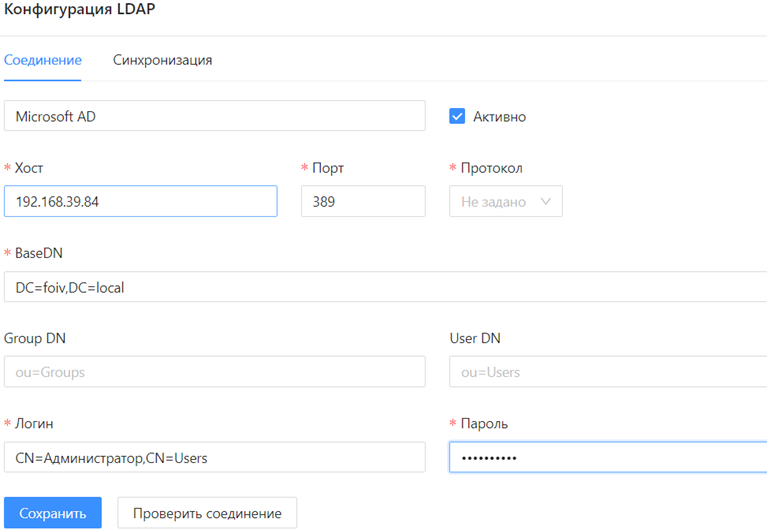 Конфигурация LDAP
Соединение Синхронизация
Microsoft AD Активно
* Хост * Порт * Протокол
192.168.39.84 389 Не задано
* BaseDN
DC=foiv,DC=local
Group DN User DN
ou=Groups ou=Users
* Логин * Пароль
CN=Администратор,CN=Users ••••••••••
Сохранить Проверить соединение